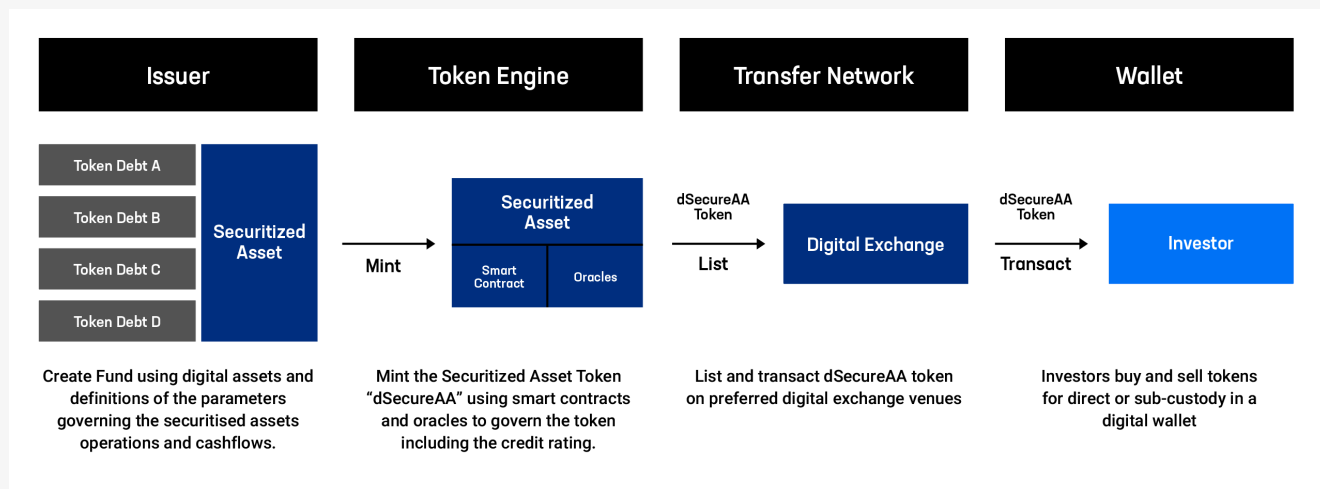 Issuer
Token Engine
Transfer Network
Wallet
Token Debt A
Token Debt B
Token Debt C
Token Debt D
Securitized
Asset
Mint
Securitized
Asset
Smart
Contract
Oracles
dSecureAA
Token
List
Digital Exchange
dSecureAA
Token
Transact
Investor
Create Fund using digital assets and
definitions of the parameters
governing the securitised assets
operations and cashflows.
Mint the Securitized Asset Token
“dSecureAA” using smart contracts
and oracles to govern the token
including the credit rating.
List and transact dSecureAA token
on preferred digital exchange venues
Investors buy and sell tokens
for direct or sub-custody in a
digital wallet